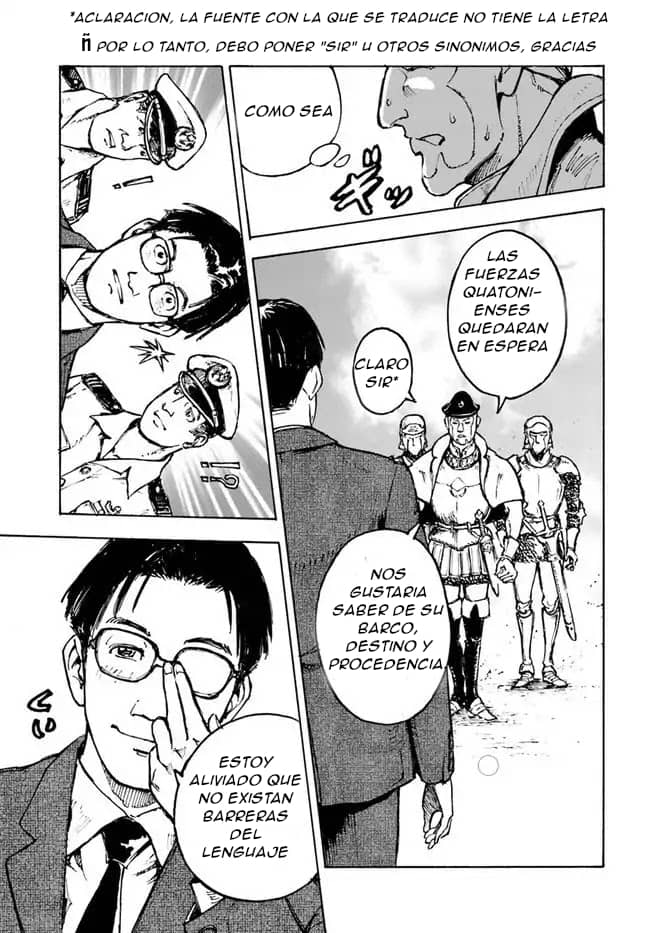 *ACLARACION, LA FUENTE CON LA QUE SE TRADUCE NO TIENE LA LETRA
ñ POR LO TANTO, DEBO PONER "SIR" U OTROS SINONIMOS, GRACIAS
COMO SEA
ギッ
!!
!?
LAS
FUERZAS
QUATONI-
ENSES
QUEDARAN
EN ESPERA
CLARO
SIR*
NOS
GUSTARIA
SABER DE SU
BARCO,
DESTINO Y
PROCEDENCIA
ESTOY
ALIVIADO QUE
NO EXISTAN
BARRERAS
DEL
LENGUAJE